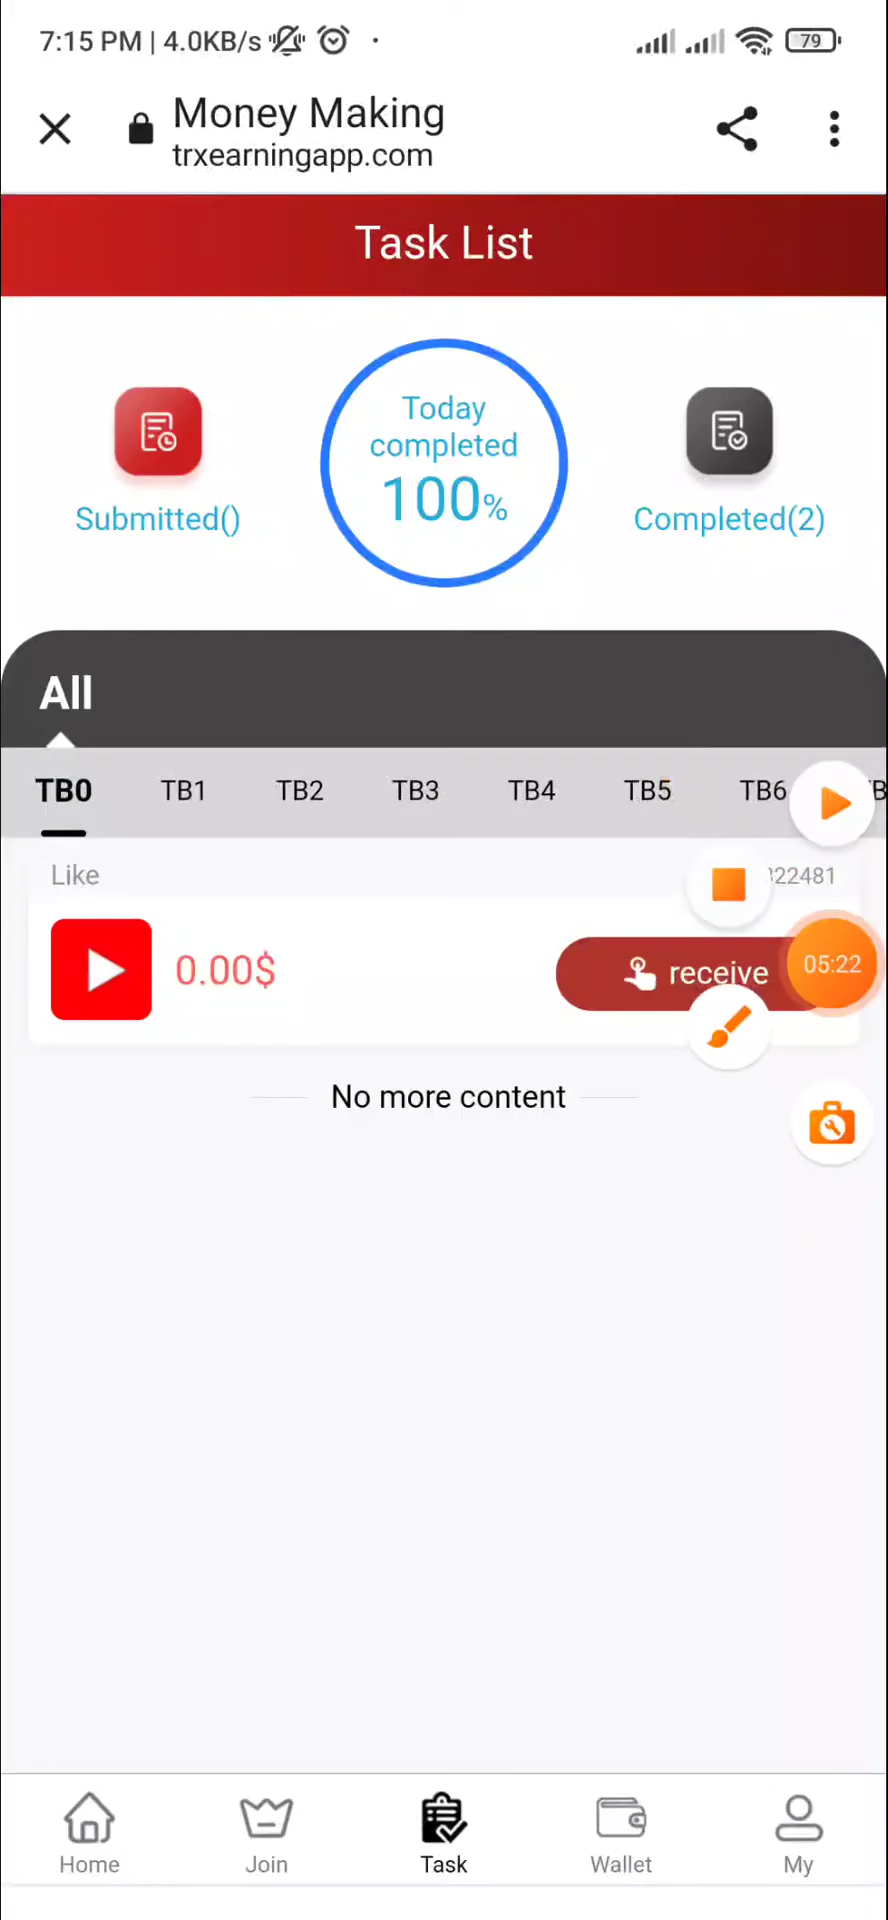 7:15 PM | 4.0KB/s
79
Money Making
trxearningapp.com
Task List
Today
completed
100%
Submitted()
Completed(2)
All
TB0 TB1 TB2 TB3 TB4 TB5 TB6
Like
22481
0.00$
receive
05:22
No more content
Home Join Task Wallet My